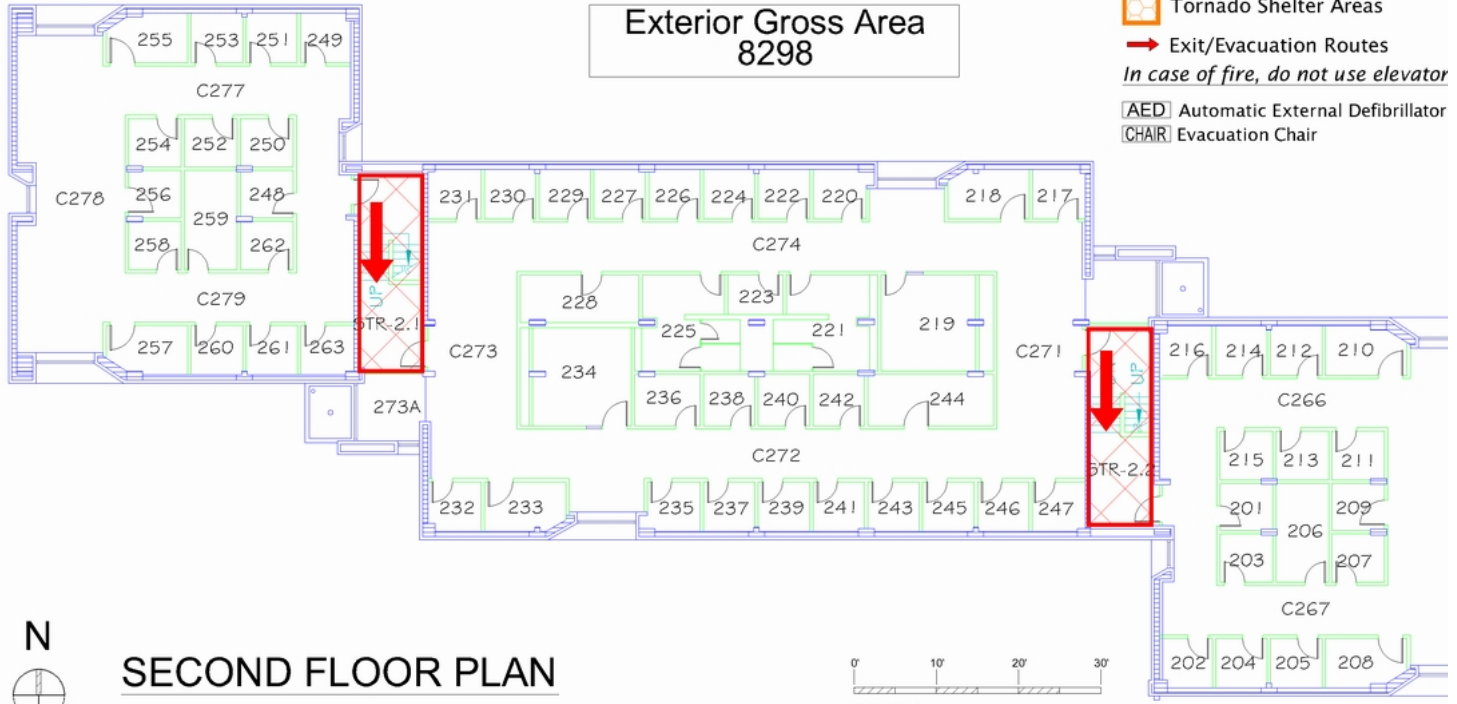 Exterior Gross Area
8298
Tornado Shelter Areas
Exit/Evacuation Routes
In case of fire, do not use elevator
AED Automatic External Defibrillator
CHAIR Evacuation Chair
255 253 251 249
C277
254 252 250
C278 256 259 248
258 262
C279
257 260 261 263
UP
STR-2.1
273A
231 230 229 227 226 224 222 220 218 217
C274
228 223
225 221 219
C273 234 C271
236 238 240 242 244
C272
232 233 235 237 239 241 243 245 246 247
UP
STR-2.2
216 214 212 210
C266
215 213 211
201 206 209
203 207
C267
202 204 205 208
N
SECOND FLOOR PLAN
0' 10' 20' 30'